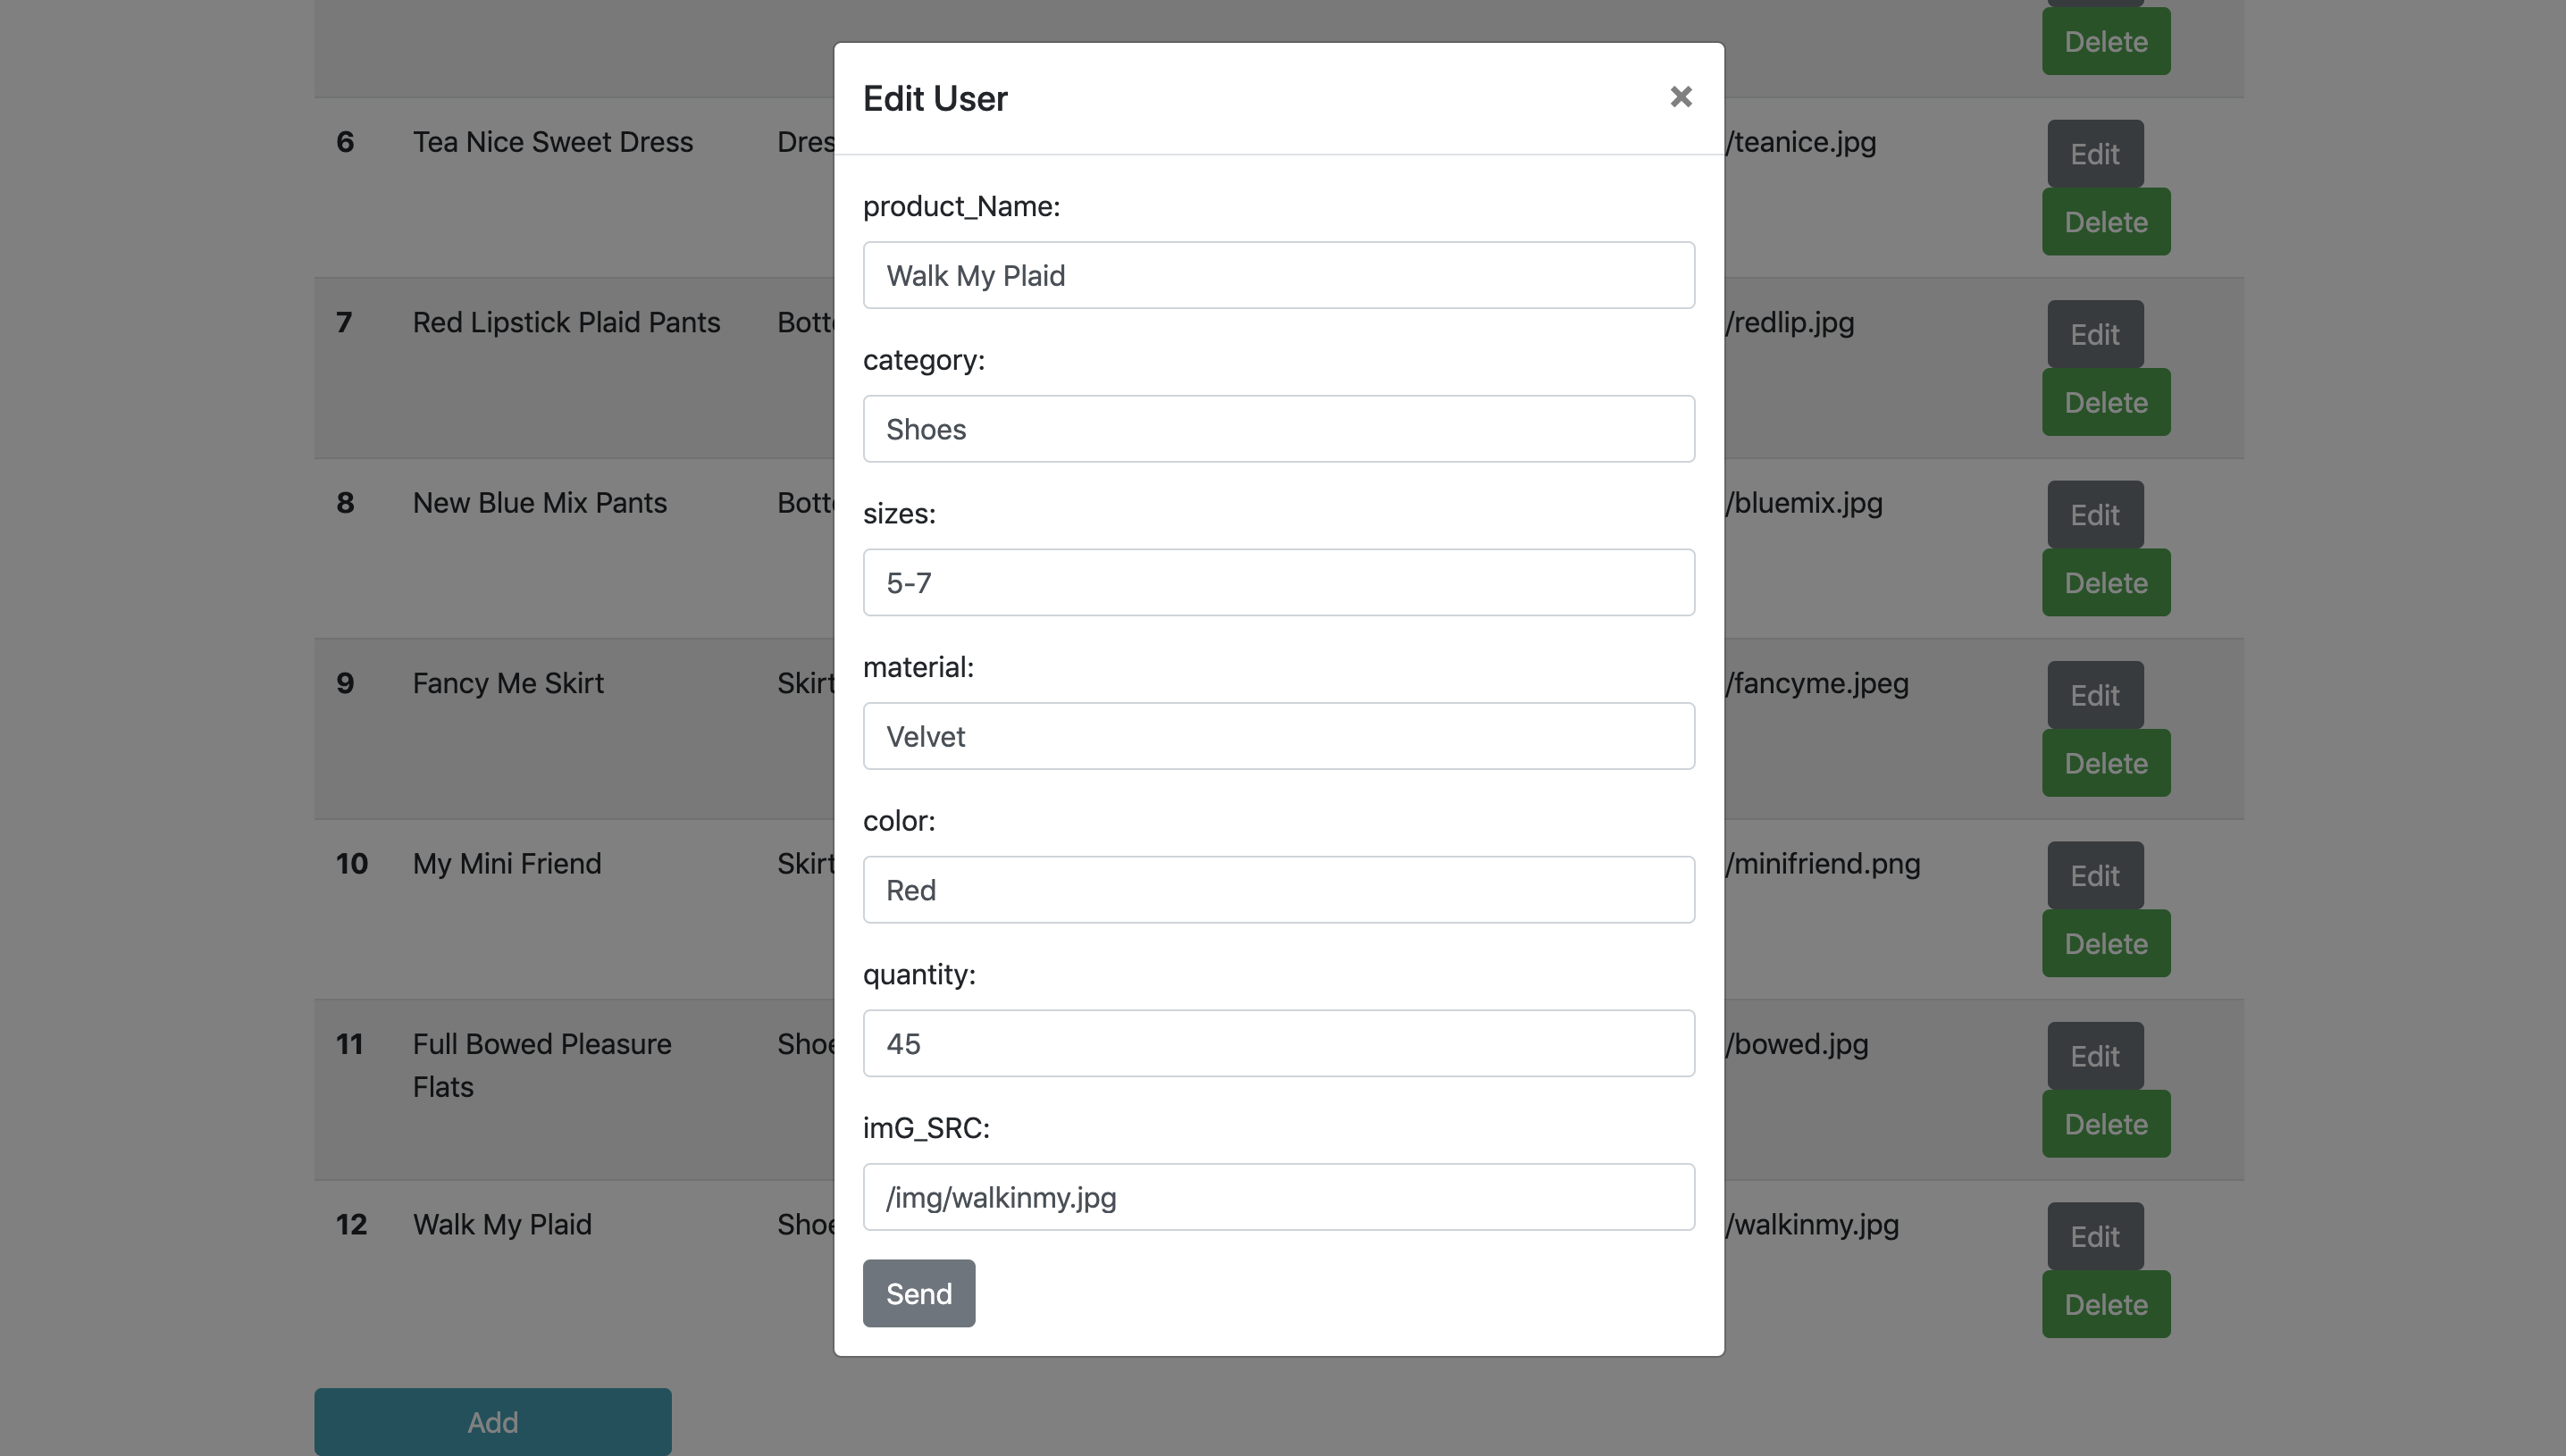 Delete
6 Tea Nice Sweet Dress Dres /teanice.jpg Edit
Delete
7 Red Lipstick Plaid Pants Bott /redlip.jpg Edit
Delete
8 New Blue Mix Pants Bott /bluemix.jpg Edit
Delete
9 Fancy Me Skirt Skirt /fancyme.jpeg Edit
Delete
10 My Mini Friend Skirt /minifriend.png Edit
Delete
11 Full Bowed Pleasure Shoe /bowed.jpg Edit
Flats
Delete
12 Walk My Plaid Shoe /walkinmy.jpg Edit
Delete
Add
Edit User ×
product_Name:
Walk My Plaid
category:
Shoes
sizes:
5-7
material:
Velvet
color:
Red
quantity:
45
imG_SRC:
/img/walkinmy.jpg
Send